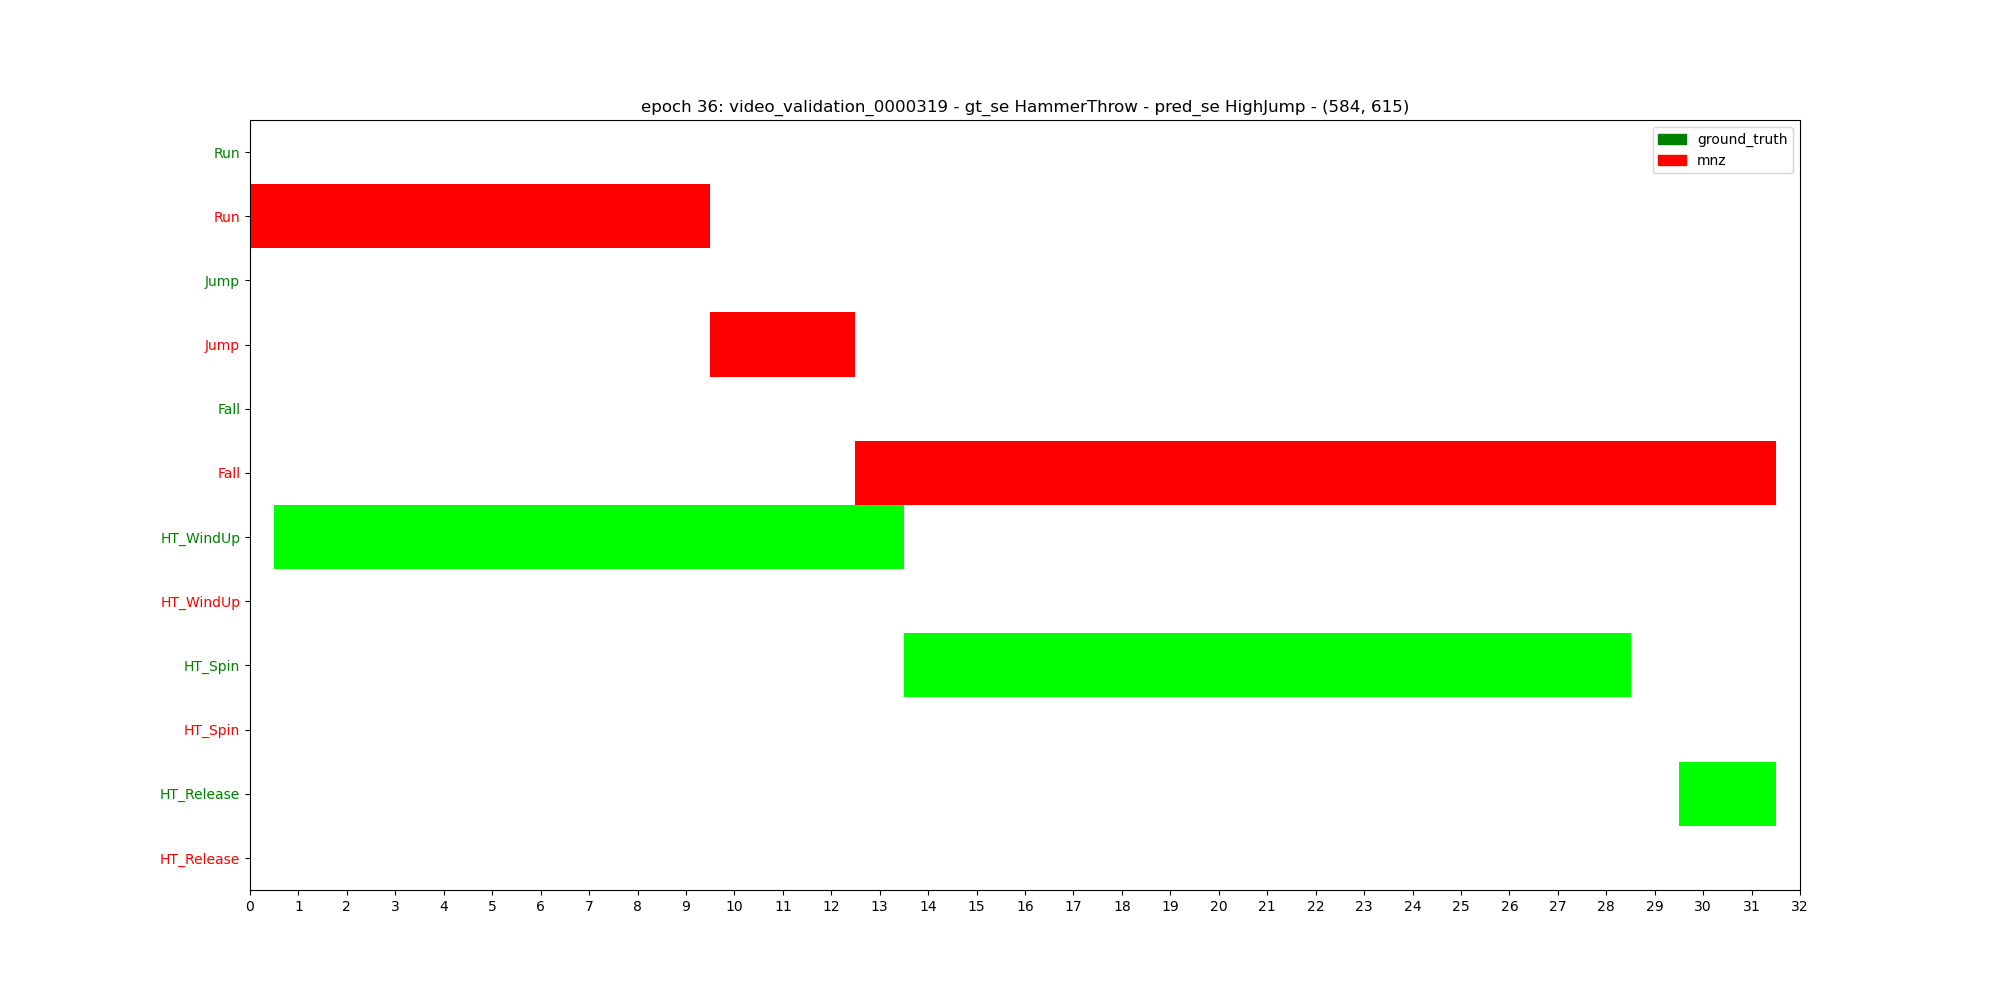 epoch 36: video_validation_0000319 - gt_se HammerThrow - pred_se HighJump - (584, 615)
ground_truth
mnz
Run
Run
Jump
Jump
Fall
Fall
HT_WindUp
HT_WindUp
HT_Spin
HT_Spin
HT_Release
HT_Release
0 1 2 3 4 5 6 7 8 9 10 11 12 13 14 15 16 17 18 19 20 21 22 23 24 25 26 27 28 29 30 31 32